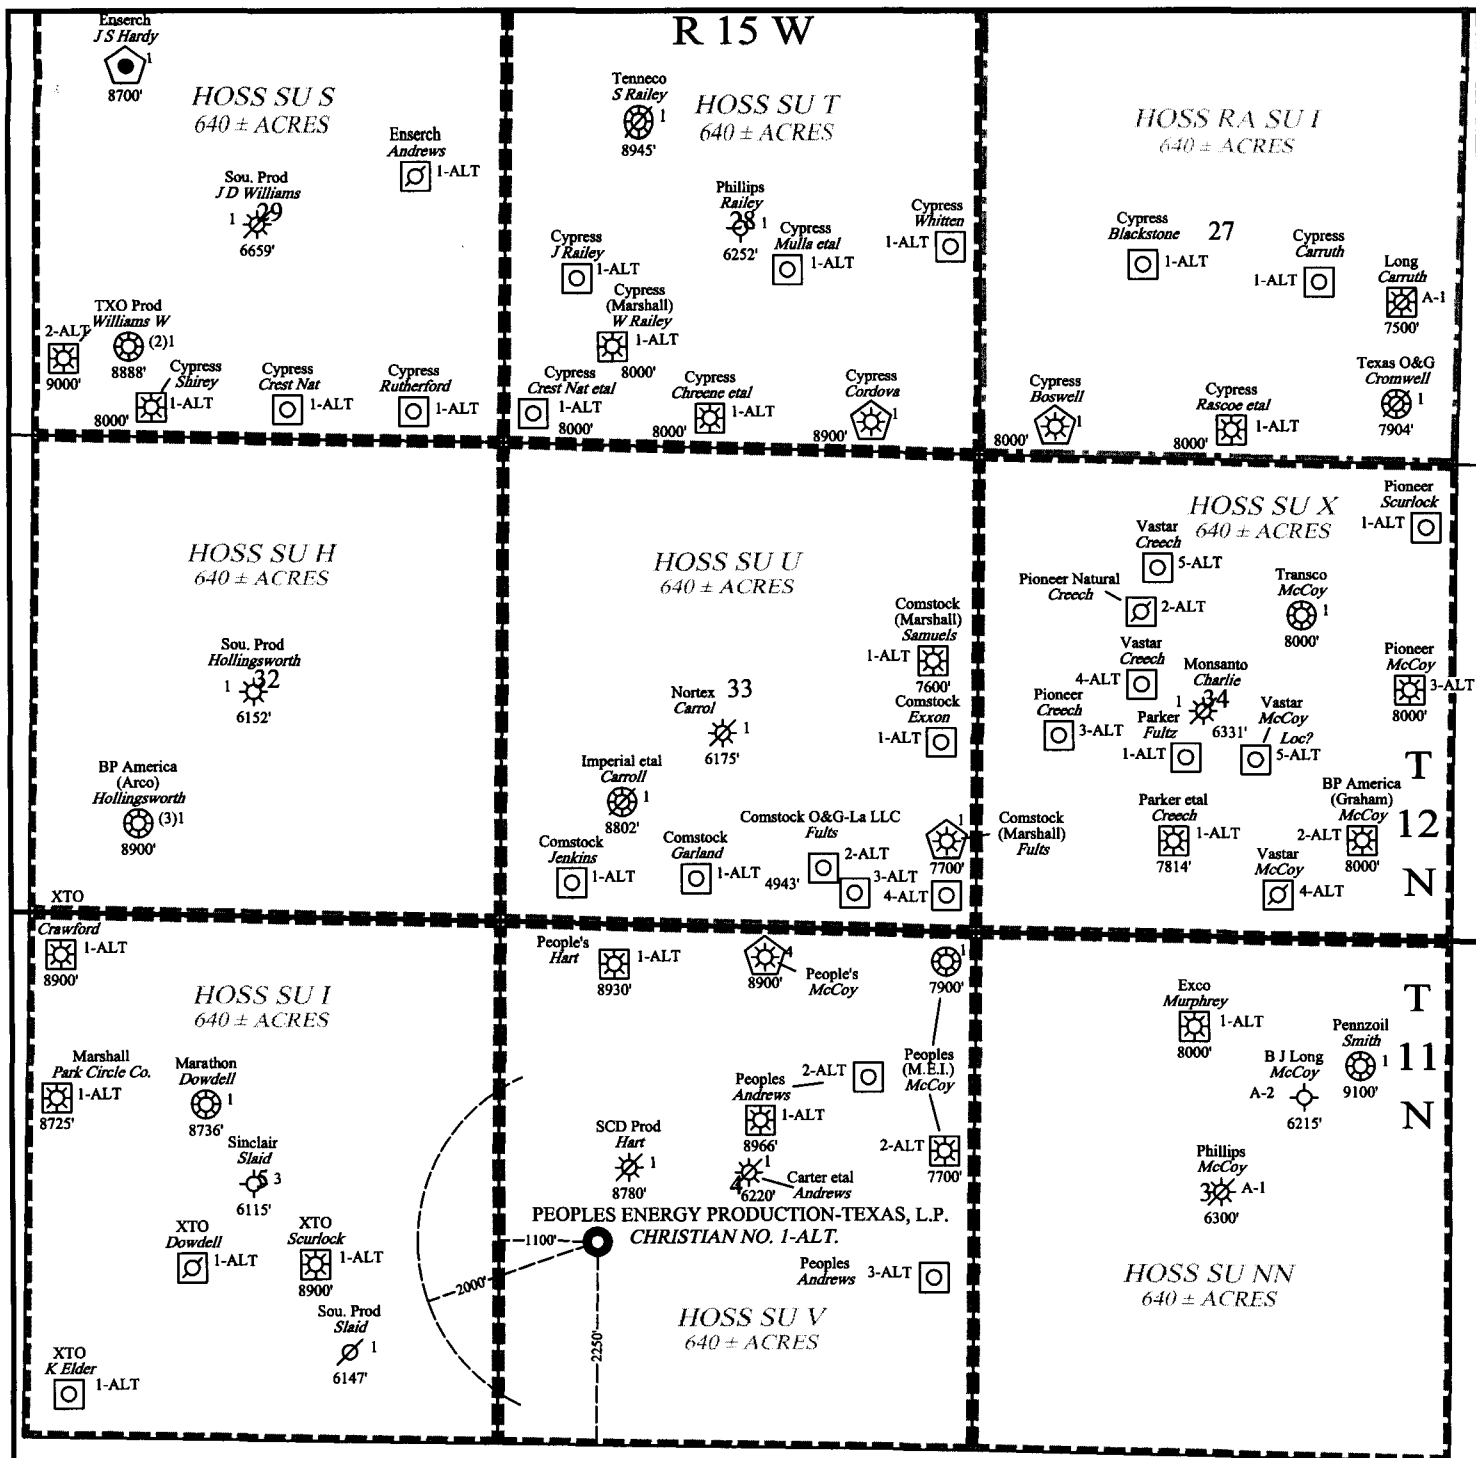 R 15 W
Enserch
J S Hardy
1
8700'
HOSS SU S
640 ± ACRES
Enserch
Andrews
1-ALT
Sou. Prod
J D Williams
1
29
6659'
TXO Prod
Williams W
2-ALT
(2)1
9000'
8888'
Cypress
Shirey
1-ALT
8000'
Cypress
Crest Nat
1-ALT
Cypress
Rutherford
1-ALT
Tenneco
S Railey
1
8945'
HOSS SU T
640 ± ACRES
Phillips
Railey
28
1
6252'
Cypress
Whitten
1-ALT
Cypress
J Railey
1-ALT
Cypress
Mulla etal
1-ALT
Cypress
(Marshall)
W Railey
1-ALT
8000'
Cypress
Crest Nat etal
1-ALT
8000'
Cypress
Chreene etal
8000'
1-ALT
Cypress
Cordova
1
8900'
HOSS RA SU I
640 ± ACRES
Cypress
Blackstone
27
1-ALT
Cypress
Carruth
1-ALT
Long
Carruth
A-1
7500'
Cypress
Boswell
1
8000'
Cypress
Rascoe etal
8000'
1-ALT
Texas O&G
Cromwell
1
7904'
HOSS SU H
640 ± ACRES
Sou. Prod
Hollingsworth
1
32
6152'
BP America
(Arco)
Hollingsworth
(3)1
8900'
HOSS SU U
640 ± ACRES
Comstock
(Marshall)
Samuels
1-ALT
7600'
Nortex
Carrol
33
1
6175'
Comstock
Exxon
1-ALT
Imperial etal
Carroll
1
8802'
Comstock
Jenkins
1-ALT
Comstock
Garland
1-ALT
Comstock O&G-La LLC
Fults
2-ALT
4943'
3-ALT
4-ALT
1
7700'
Comstock
(Marshall)
Fults
HOSS SU X
640 ± ACRES
Pioneer
Scurlock
1-ALT
Vastar
Creech
5-ALT
Pioneer Natural
Creech
2-ALT
Transco
McCoy
1
8000'
Vastar
Creech
4-ALT
Monsanto
Charlie
1
34
6331'
Pioneer
McCoy
3-ALT
8000'
Pioneer
Creech
3-ALT
Parker
Fultz
1-ALT
Vastar
McCoy
Loc?
5-ALT
T
12
N
Parker etal
Creech
1-ALT
7814'
BP America
(Graham)
McCoy
2-ALT
8000'
Vastar
McCoy
4-ALT
XTO
Crawford
1-ALT
8900'
HOSS SU I
640 ± ACRES
Marshall
Park Circle Co.
1-ALT
8725'
Marathon
Dowdell
1
8736'
Sinclair
Slaid
5
3
6115'
XTO
Dowdell
1-ALT
XTO
Scurlock
1-ALT
8900'
Sou. Prod
Slaid
1
6147'
XTO
K Elder
1-ALT
People's
Hart
1-ALT
8930'
4
8900'
People's
McCoy
1
7900'
Peoples
(M.E.I.)
McCoy
2-ALT
7700'
Peoples
Andrews
2-ALT
1-ALT
8966'
SCD Prod
Hart
1
8780'
1
4
6220'
Carter etal
Andrews
PEOPLES ENERGY PRODUCTION-TEXAS, L.P.
CHRISTIAN NO. 1-ALT.
1100'
2000'
2250'
Peoples
Andrews
3-ALT
HOSS SU V
640 ± ACRES
Exco
Murphrey
1-ALT
8000'
Pennzoil
Smith
1
9100'
B J Long
McCoy
A-2
6215'
T
11
N
Phillips
McCoy
3
A-1
6300'
HOSS SU NN
640 ± ACRES